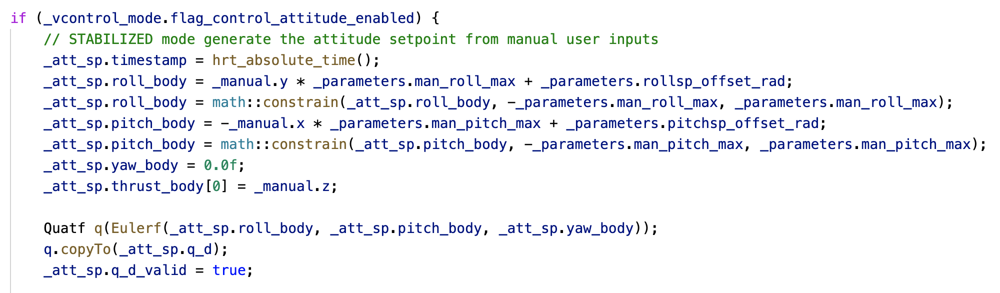 if (_vcontrol_mode.flag_control_attitude_enabled) {
// STABILIZED mode generate the attitude setpoint from manual user inputs
_att_sp.timestamp = hrt_absolute_time();
_att_sp.roll_body = _manual.y * _parameters.man_roll_max + _parameters.rollsp_offset_rad;
_att_sp.roll_body = math::constrain(_att_sp.roll_body, -_parameters.man_roll_max, _parameters.man_roll_max);
_att_sp.pitch_body = -_manual.x * _parameters.man_pitch_max + _parameters.pitchsp_offset_rad;
_att_sp.pitch_body = math::constrain(_att_sp.pitch_body, -_parameters.man_pitch_max, _parameters.man_pitch_max);
_att_sp.yaw_body = 0.0f;
_att_sp.thrust_body[0] = _manual.z;
Quatf q(Eulerf(_att_sp.roll_body, _att_sp.pitch_body, _att_sp.yaw_body));
q.copyTo(_att_sp.q_d);
_att_sp.q_d_valid = true;